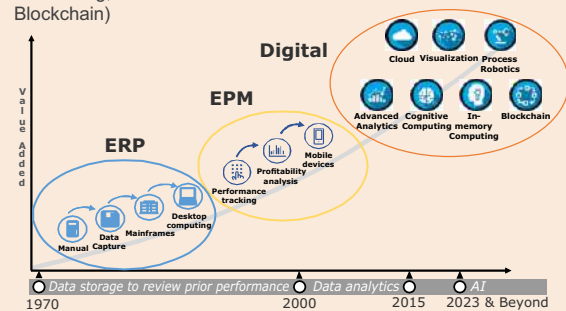 Blockchain)
Value Added
Digital
Cloud
Visualization
Process
Robotics
Advanced
Analytics
Cognitive
Computing
In-
memory
Computing
Blockchain
EPM
Performance
tracking
Profitability
analysis
Mobile
devices
ERP
Manual
Data
Capture
Mainframes
Desktop
computing
Data storage to review prior performance
Data analytics
AI
1970
2000
2015
2023 & Beyond